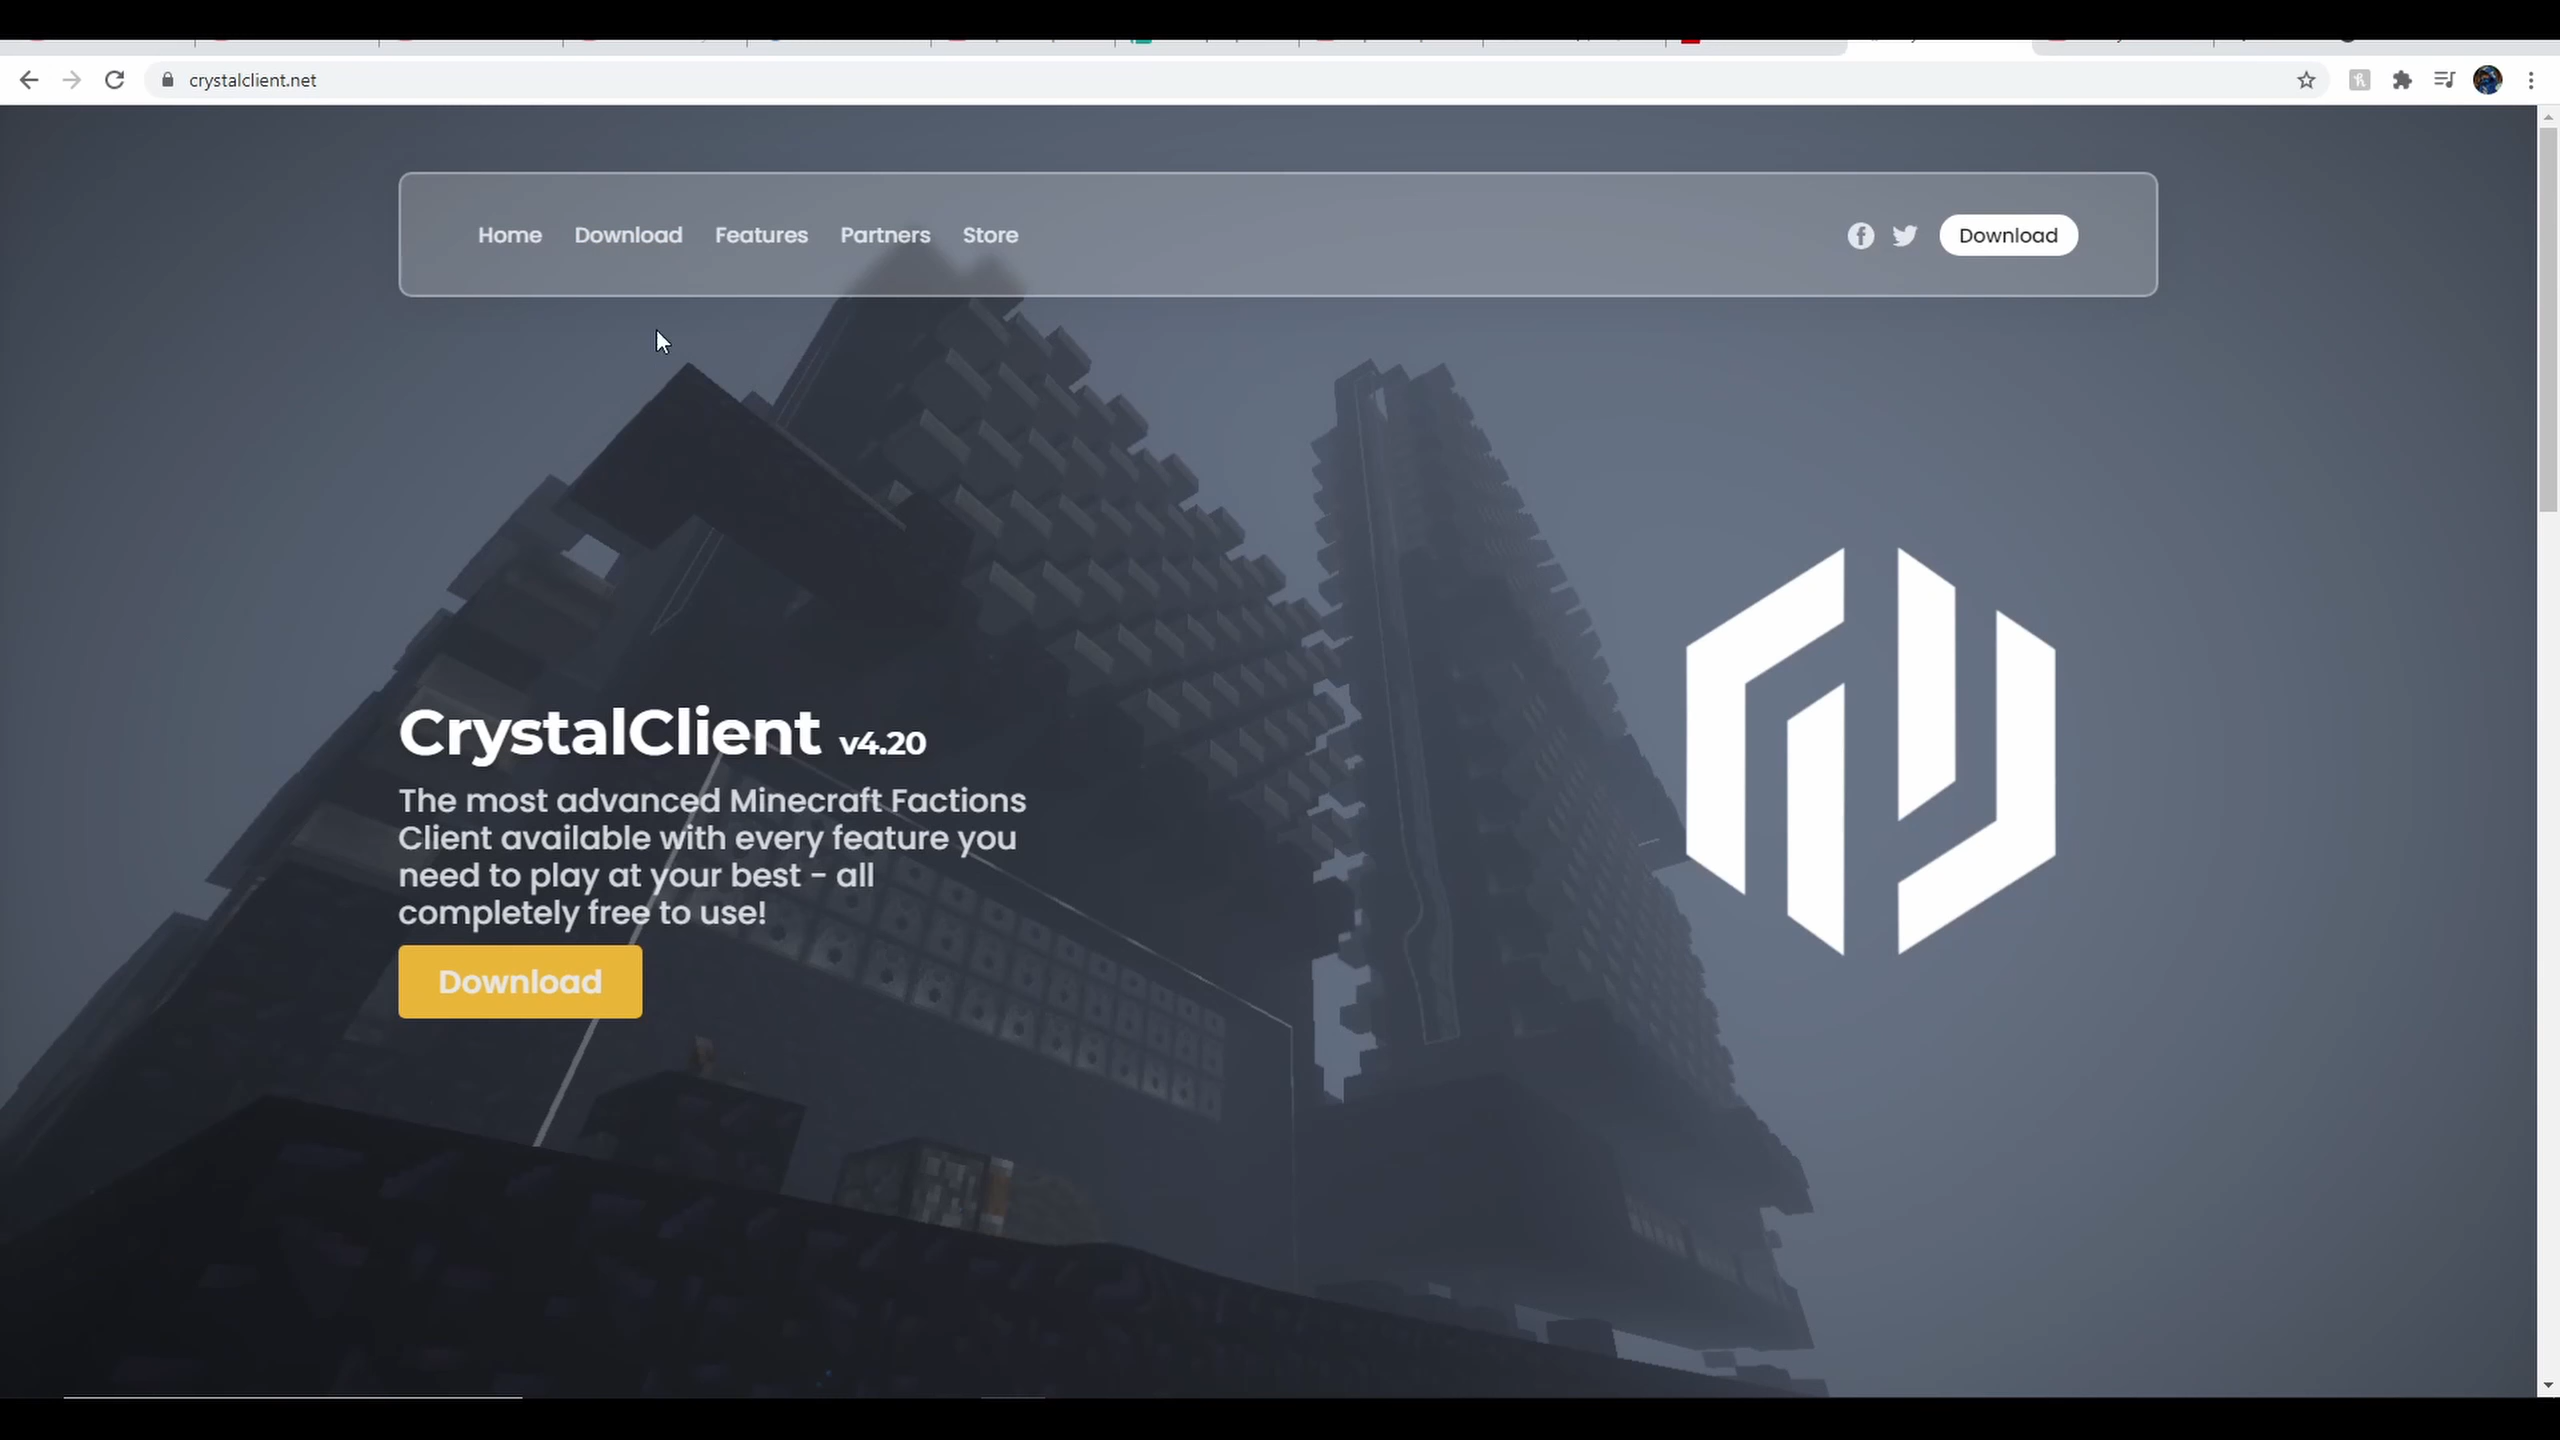 crystalclient.net
Home Download Features Partners Store Download
CrystalClient v4.20
The most advanced Minecraft Factions
Client available with every feature you
need to play at your best - all
completely free to use!
Download